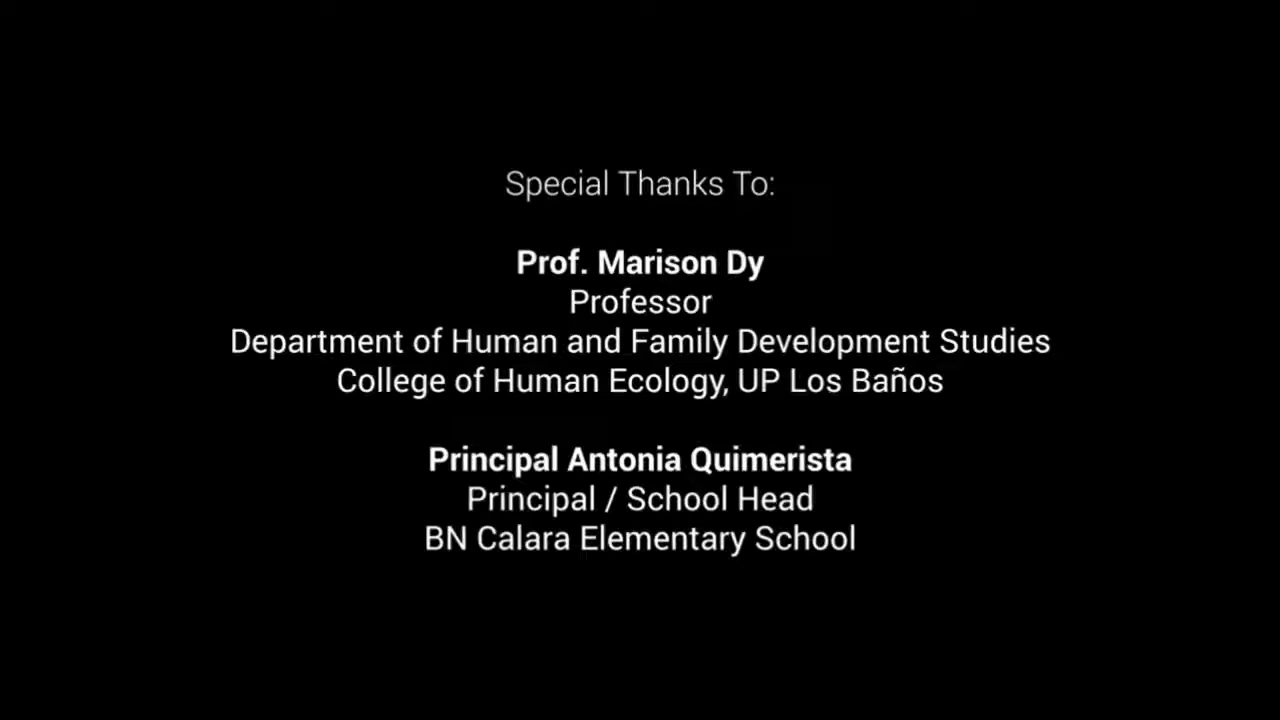 Special Thanks To:
Prof. Marison Dy
Professor
Department of Human and Family Development Studies
College of Human Ecology, UP Los Baños
Principal Antonia Quimerista
Principal / School Head
BN Calara Elementary School